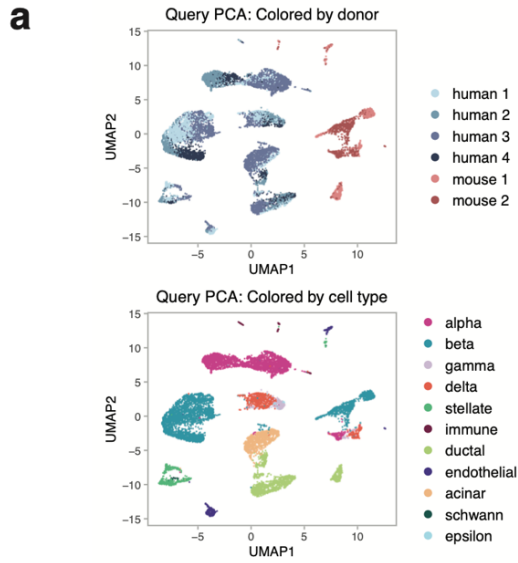 a
Query PCA: Colored by donor
15
10
5
0
−5
−10
−15
UMAP2
−5 0 5 10
UMAP1
human 1
human 2
human 3
human 4
mouse 1
mouse 2
Query PCA: Colored by cell type
15
10
5
0
−5
−10
−15
UMAP2
−5 0 5 10
UMAP1
alpha
beta
gamma
delta
stellate
immune
ductal
endothelial
acinar
schwann
epsilon